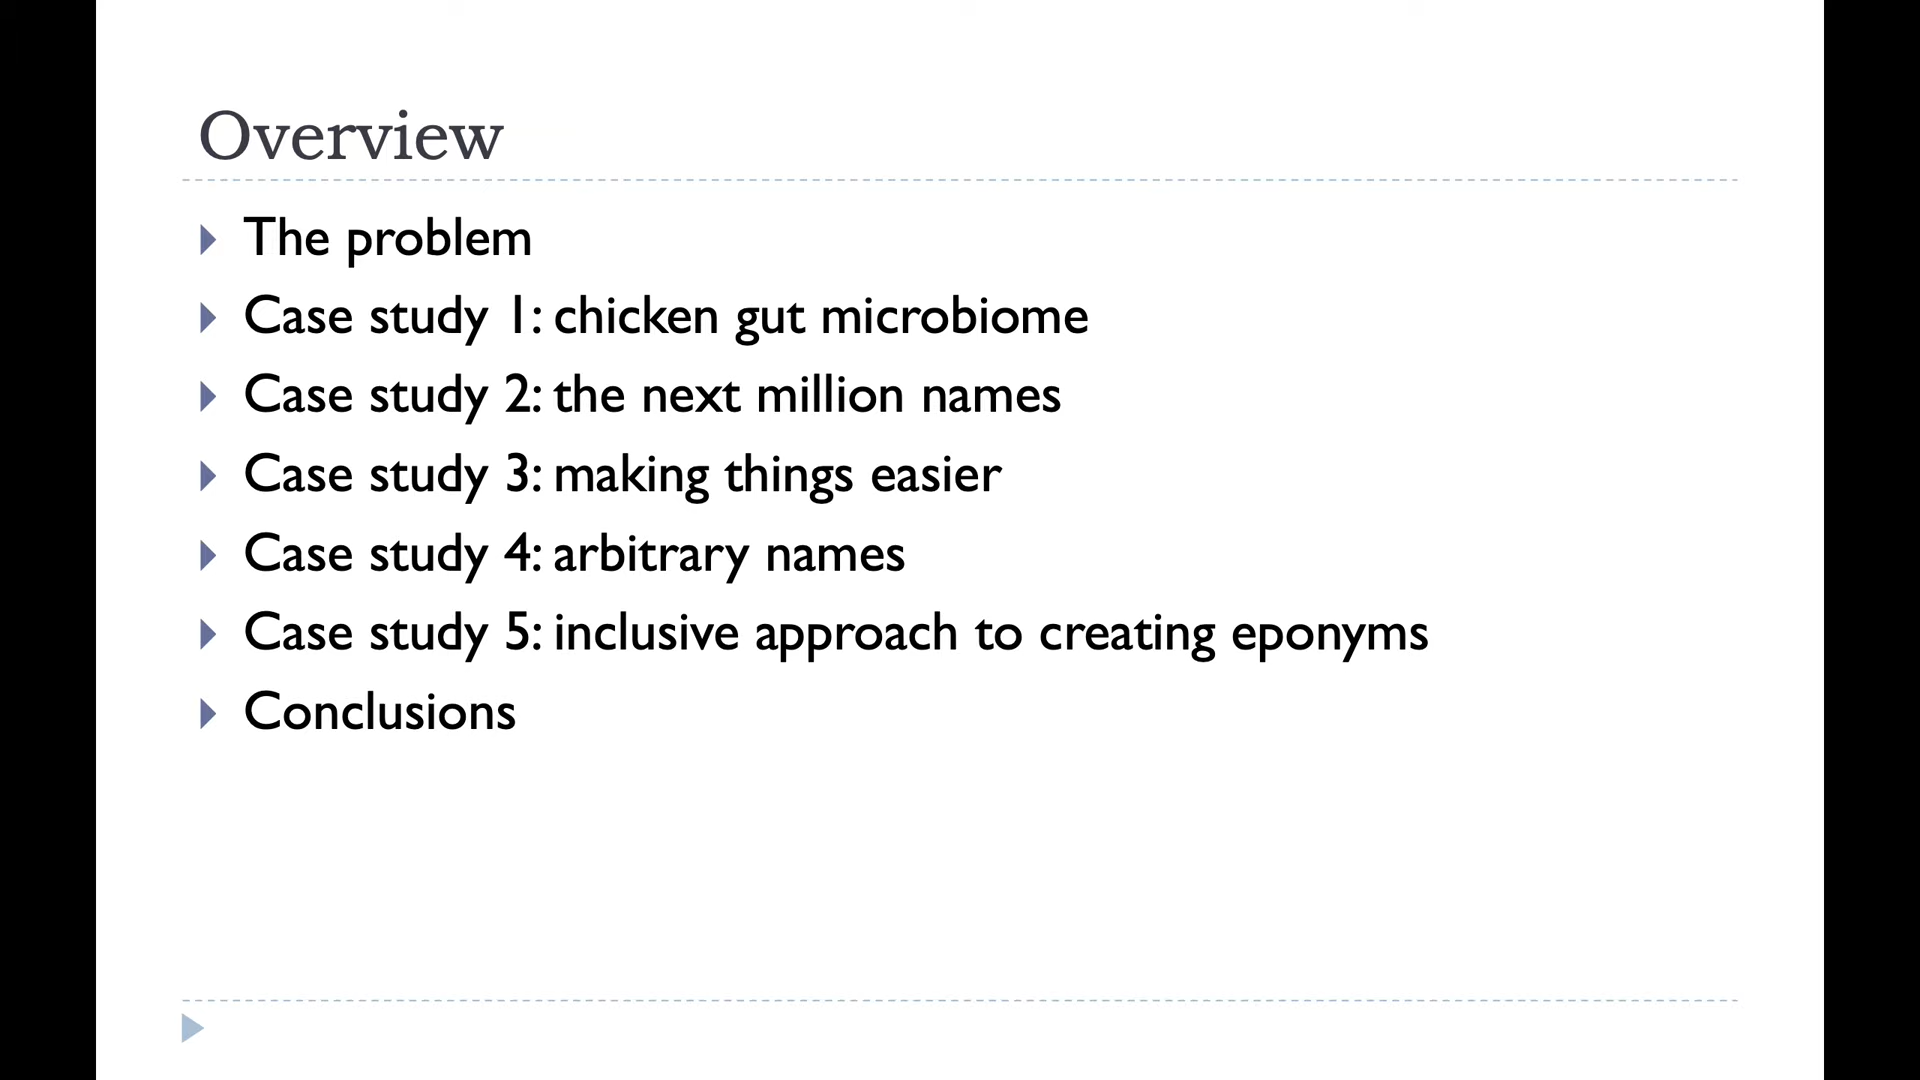 Overview
The problem
Case study 1: chicken gut microbiome
Case study 2: the next million names
Case study 3: making things easier
Case study 4: arbitrary names
Case study 5: inclusive approach to creating eponyms
Conclusions